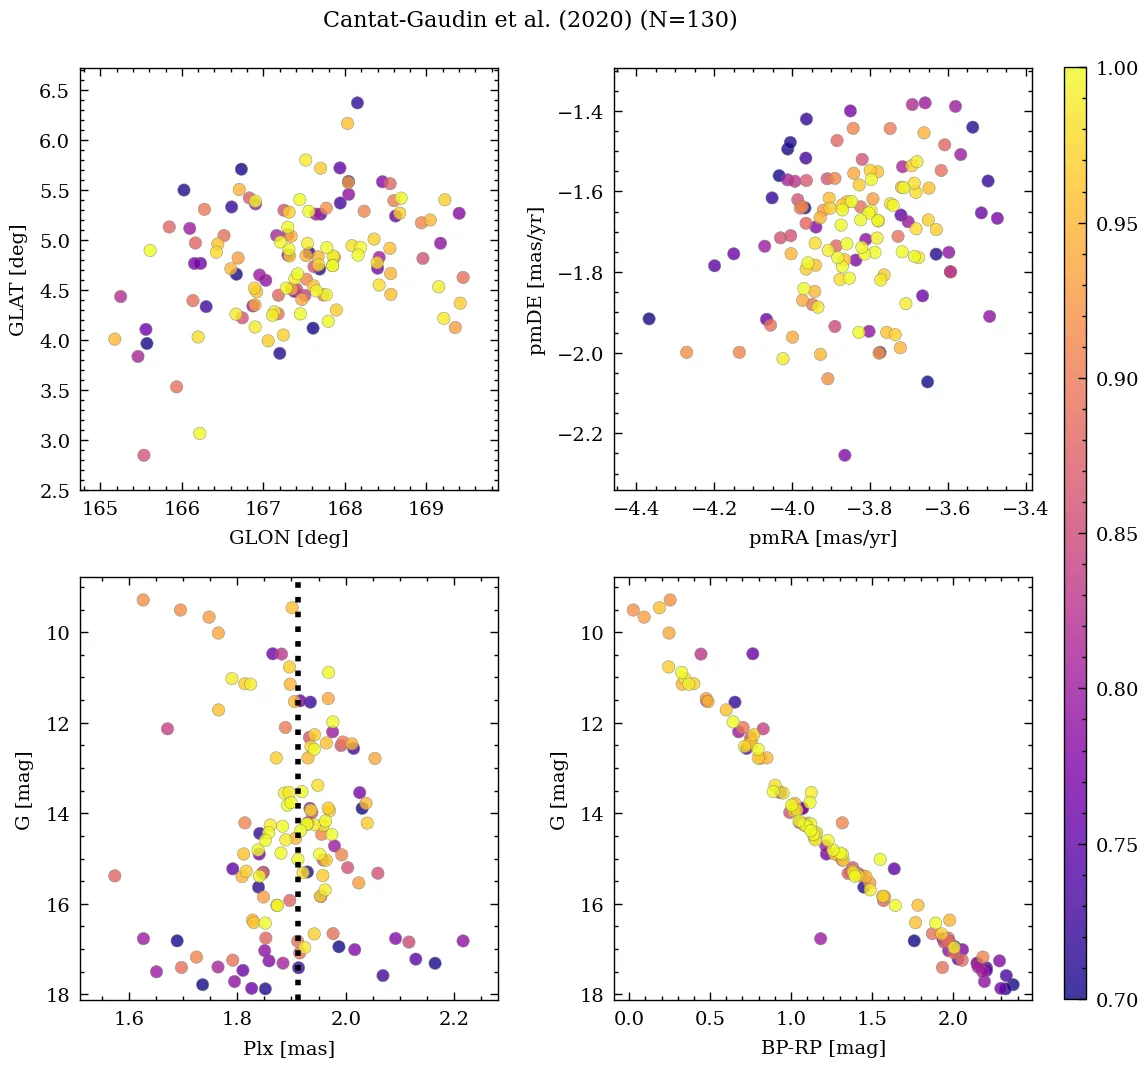 Cantat-Gaudin et al. (2020) (N=130)
6.5
6.0
5.5
5.0
4.5
4.0
3.5
3.0
2.5
GLAT [deg]
165 166 167 168 169
GLON [deg]
−1.4
−1.6
−1.8
−2.0
−2.2
pmDE [mas/yr]
−4.4 −4.2 −4.0 −3.8 −3.6 −3.4
pmRA [mas/yr]
10
12
14
16
18
G [mag]
1.6 1.8 2.0 2.2
Plx [mas]
10
12
14
16
18
G [mag]
0.0 0.5 1.0 1.5 2.0
BP-RP [mag]
1.00
0.95
0.90
0.85
0.80
0.75
0.70